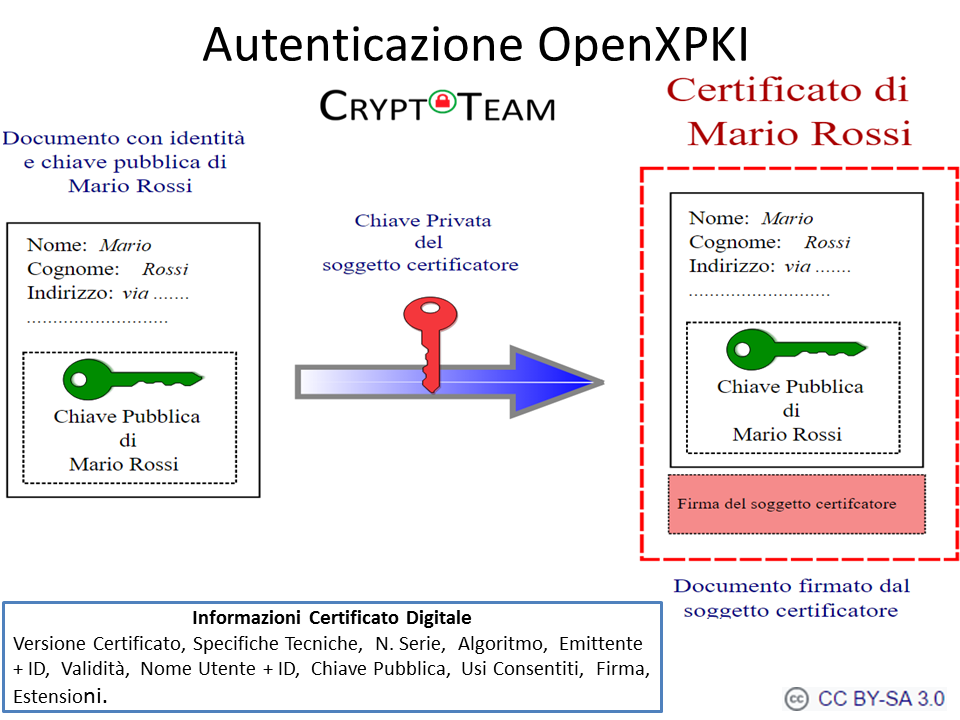 Autenticazione OpenXPKI
CRYPTOTEAM
Certificato di
Mario Rossi
Documento con identità
e chiave pubblica di
Mario Rossi
Nome: Mario
Cognome: Rossi
Indirizzo: via .......
............................
Chiave Pubblica
di
Mario Rossi
Chiave Privata
del
soggetto certificatore
Nome: Mario
Cognome: Rossi
Indirizzo: via .......
............................
Chiave Pubblica
di
Mario Rossi
Firma del soggetto certifcatore
Documento firmato dal
soggetto certificatore
Informazioni Certificato Digitale
Versione Certificato, Specifiche Tecniche, N. Serie, Algoritmo, Emittente
+ ID, Validità, Nome Utente + ID, Chiave Pubblica, Usi Consentiti, Firma,
Estensioni.
cc CC BY-SA 3.0